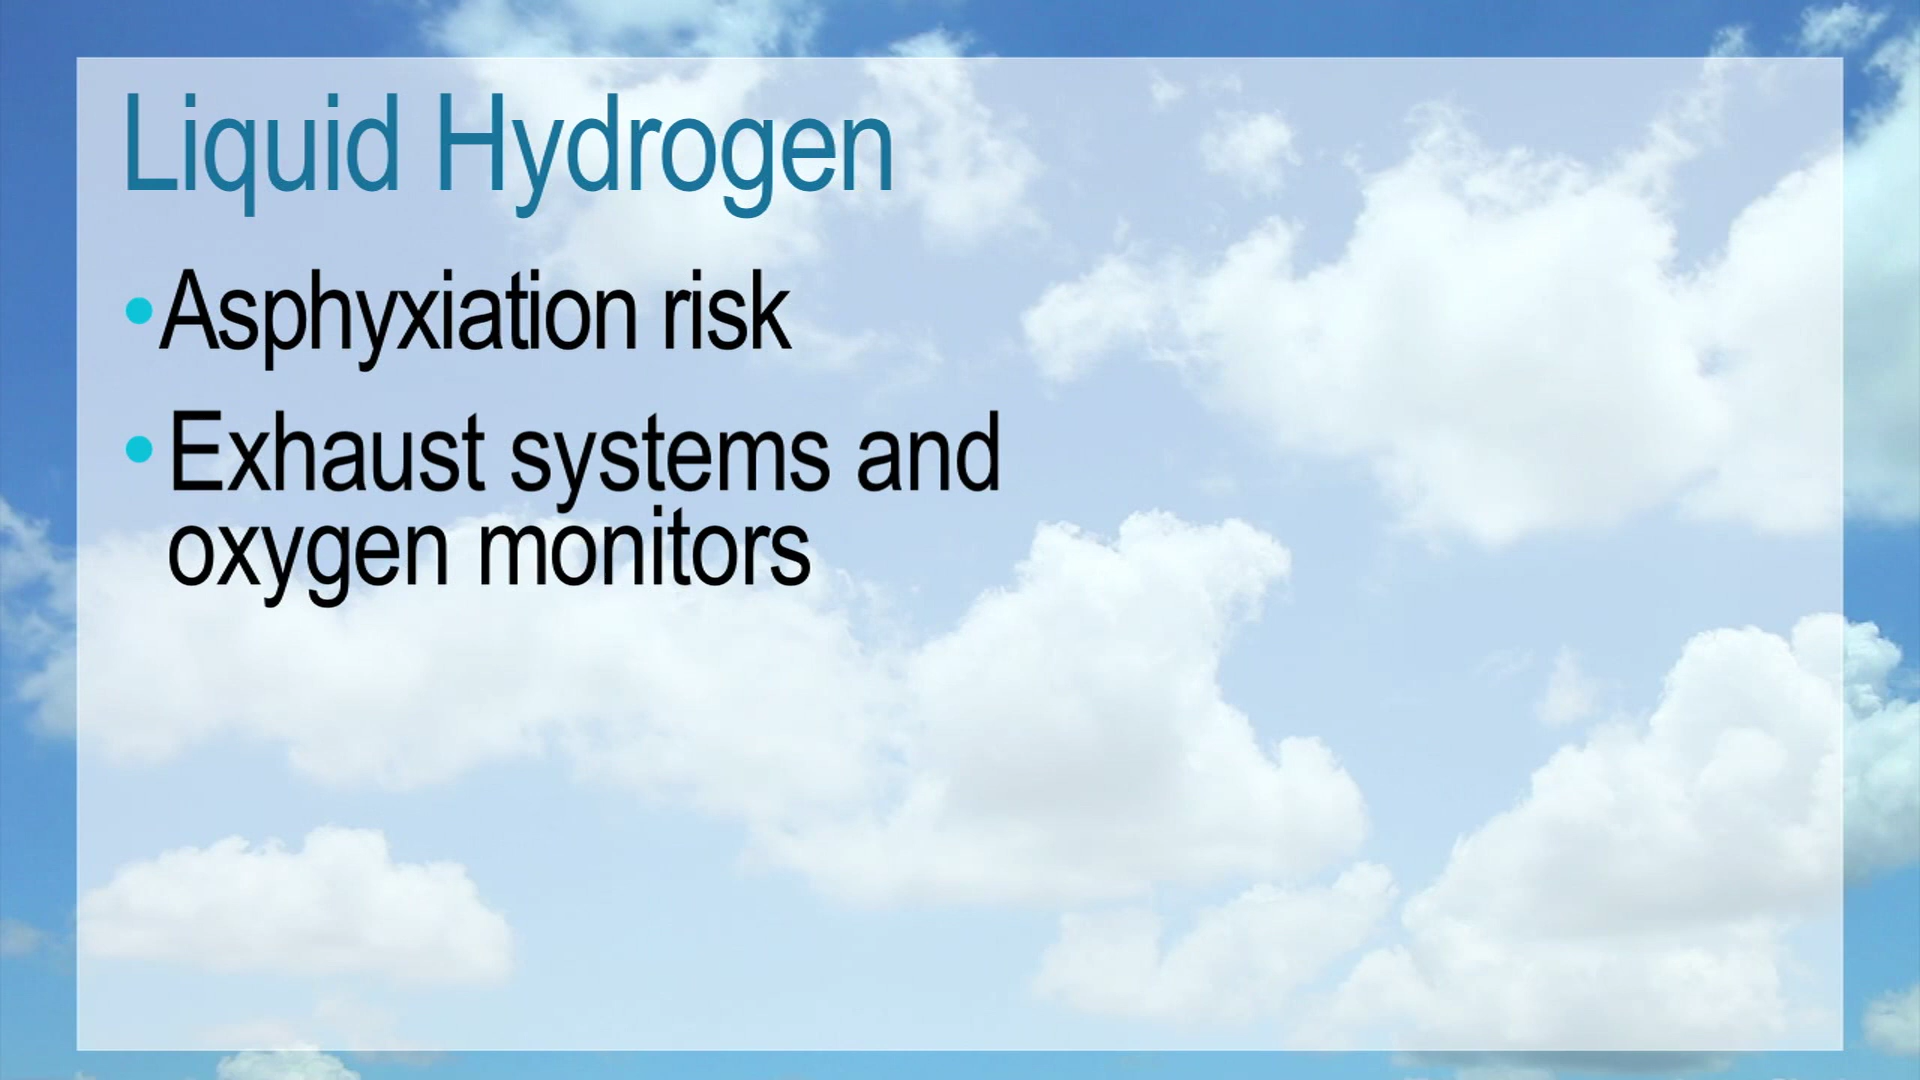 Liquid Hydrogen
•Asphyxiation risk
•Exhaust systems and
oxygen monitors